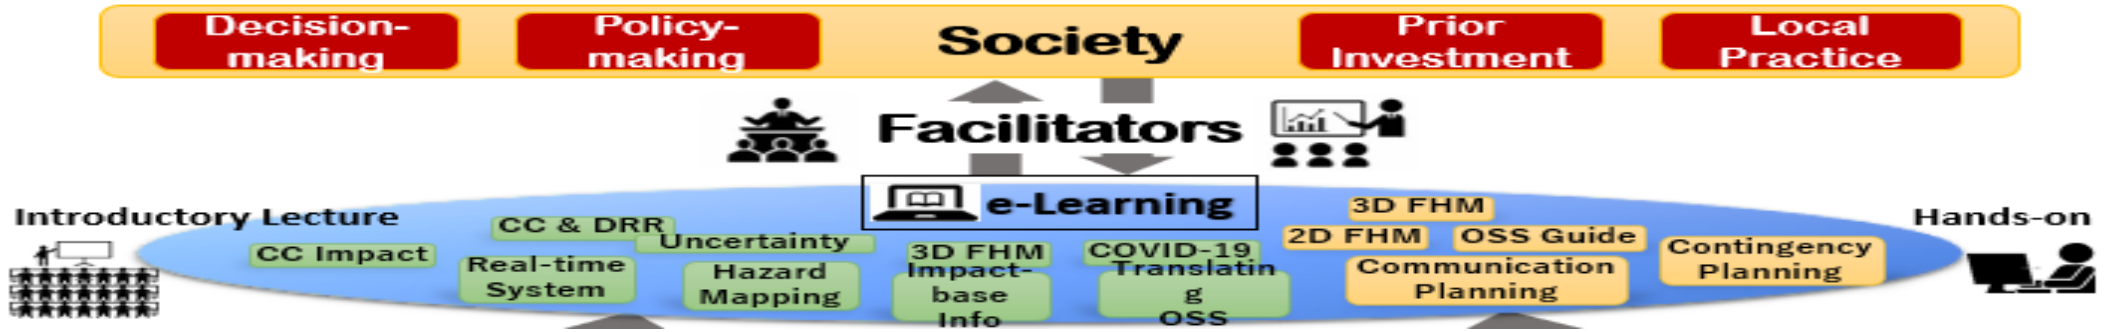 Decision-
making
Policy-
making
Society
Prior
Investment
Local
Practice
Facilitators
e-Learning
Introductory Lecture
Hands-on
CC & DRR
CC Impact
Uncertainty
Real-time
System
Hazard
Mapping
3D FHM
Impact-
base
Info
COVID-19
Translatin
g
OSS
3D FHM
2D FHM
OSS Guide
Communication
Planning
Contingency
Planning